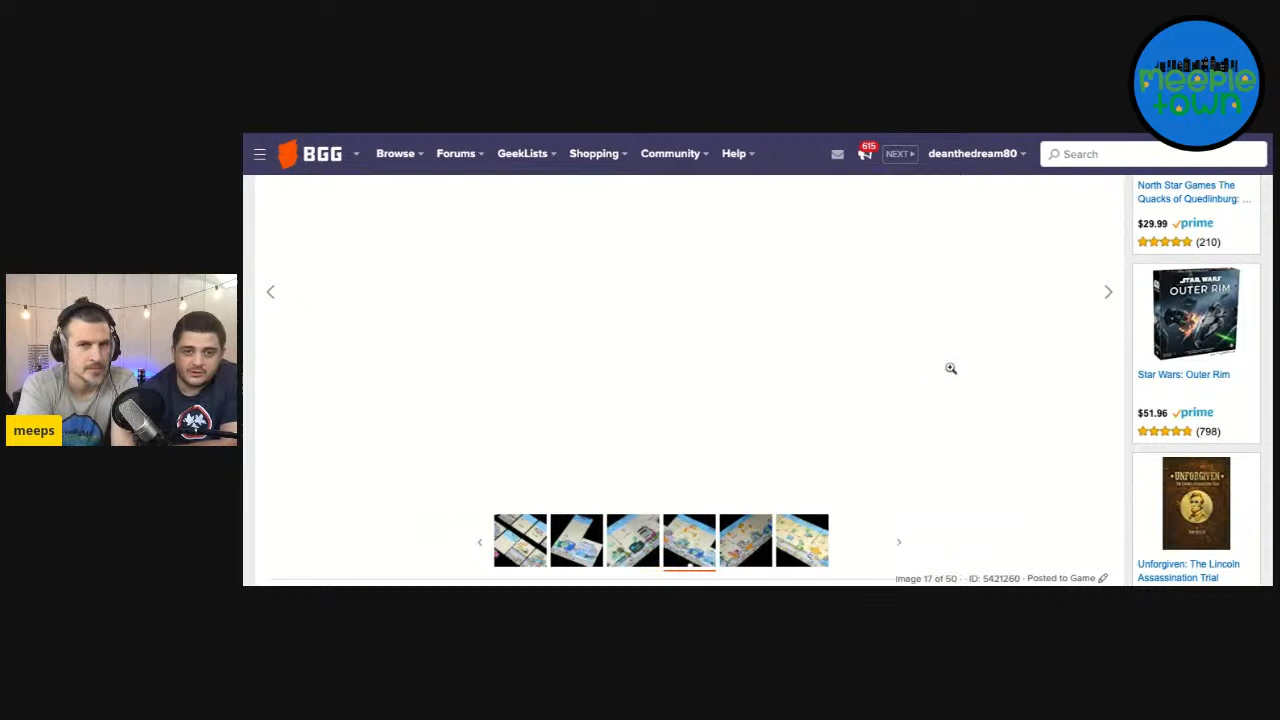 meeple
town
BGG
Browse
Forums
GeekLists
Shopping
Community
Help
615
NEXT
deanthedream80
Search
North Star Games The
Quacks of Quedlinburg: ...
$29.99 prime
(210)
STAR WARS
OUTER RIM
Star Wars: Outer Rim
$51.96 prime
(798)
UNFORGIVEN
Unforgiven: The Lincoln
Assassination Trial
meeps
Image 17 of 50 · · ID: 5421260 · Posted to Game